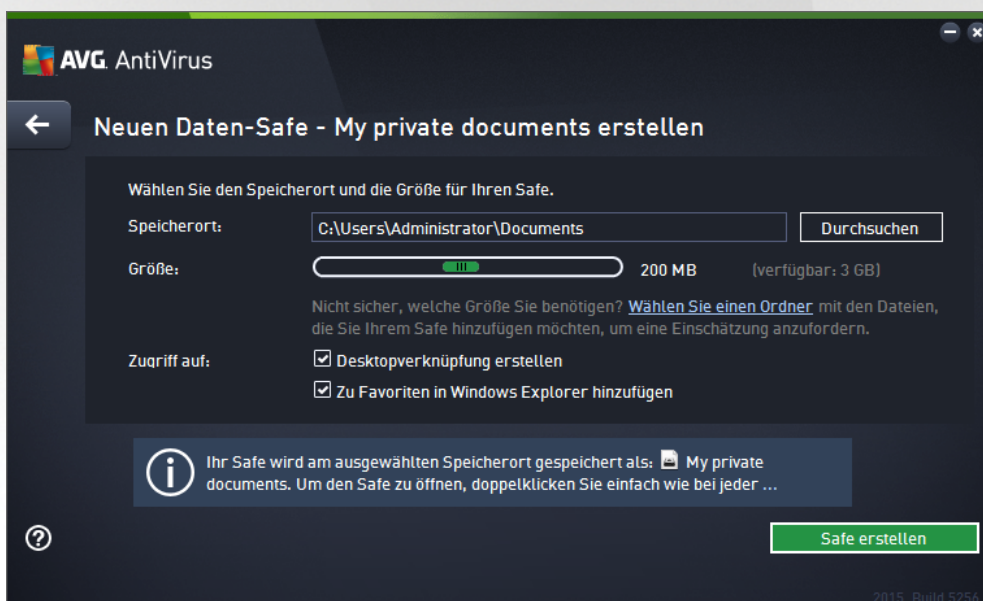 AVG. AntiVirus
Neuen Daten-Safe - My private documents erstellen
Wählen Sie den Speicherort und die Größe für Ihren Safe.
Speicherort: C:\Users\Administrator\Documents Durchsuchen
Größe: 200 MB (verfügbar: 3 GB)
Nicht sicher, welche Größe Sie benötigen? Wählen Sie einen Ordner mit den Dateien,
die Sie Ihrem Safe hinzufügen möchten, um eine Einschätzung anzufordern.
Zugriff auf: Desktopverknüpfung erstellen
Zu Favoriten in Windows Explorer hinzufügen
Ihr Safe wird am ausgewählten Speicherort gespeichert als: My private
documents. Um den Safe zu öffnen, doppelklicken Sie einfach wie bei jeder ...
Safe erstellen
2015 Build 5256